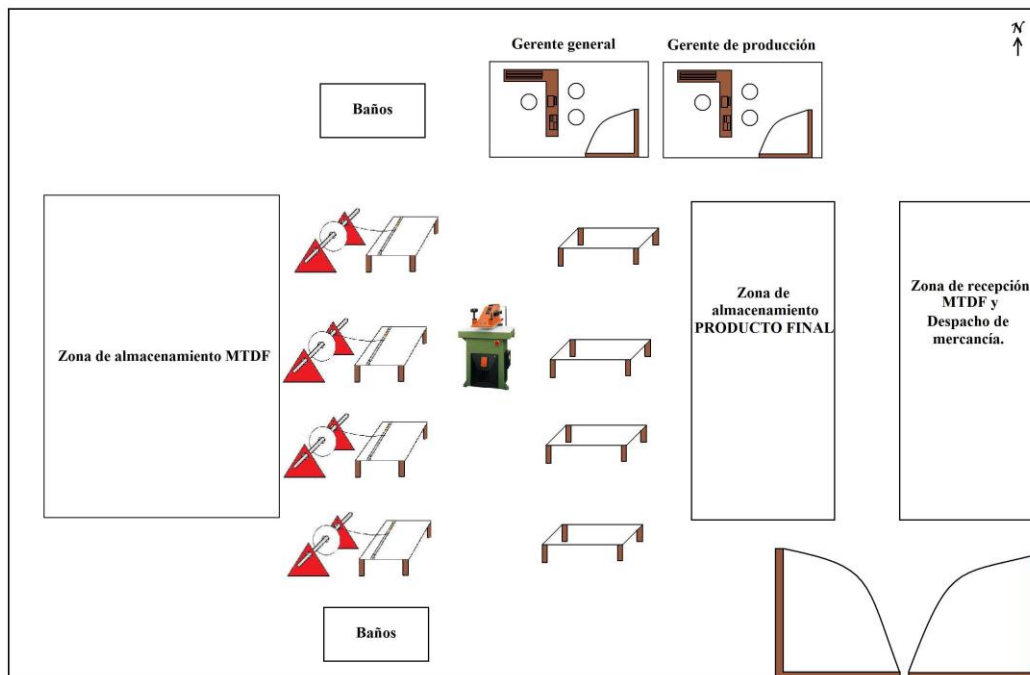 Gerente general
Gerente de producción
N
Baños
Zona de almacenamiento MTDF
Zona de
almacenamiento
PRODUCTO FINAL
Zona de recepción
MTDF y
Despacho de
mercancía.
Baños